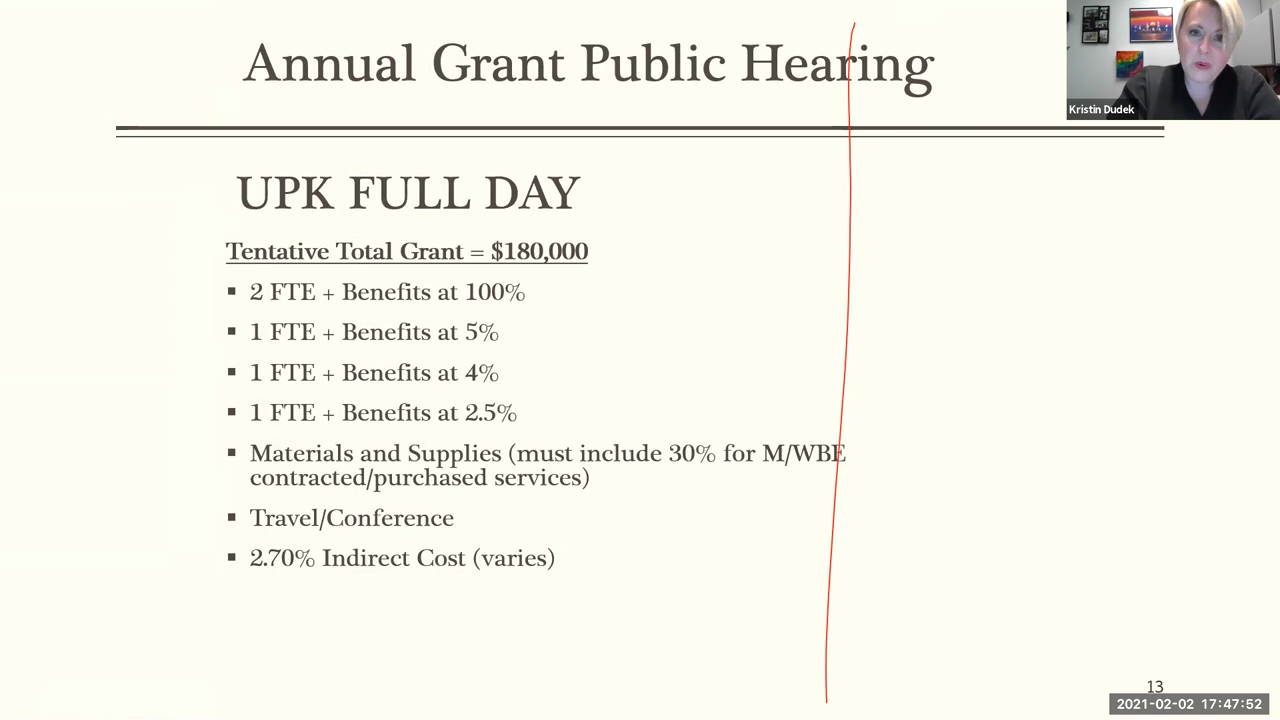 Annual Grant Public Hearing
Kristin Dudek
UPK FULL DAY
Tentative Total Grant = $180,000
▪ 2 FTE + Benefits at 100%
▪ 1 FTE + Benefits at 5%
▪ 1 FTE + Benefits at 4%
▪ 1 FTE + Benefits at 2.5%
▪ Materials and Supplies (must include 30% for M/WBE
contracted/purchased services)
▪ Travel/Conference
▪ 2.70% Indirect Cost (varies)
13
2021-02-02 17:47:52